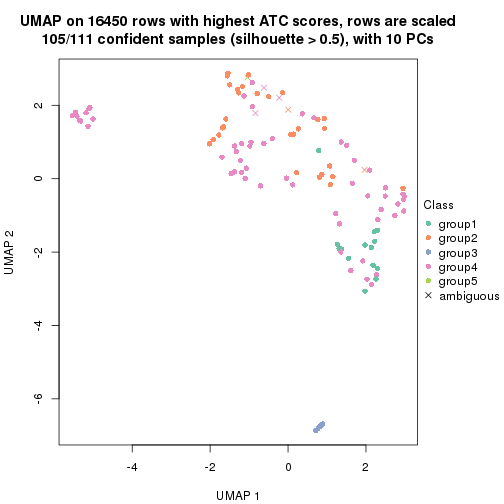 UMAP on 16450 rows with highest ATC scores, rows are scaled
105/111 confident samples (silhouette > 0.5), with 10 PCs
2
0
-2
-4
-6
UMAP 2
-4
-2
0
2
UMAP 1
Class
group1
group2
group3
group4
group5
ambiguous